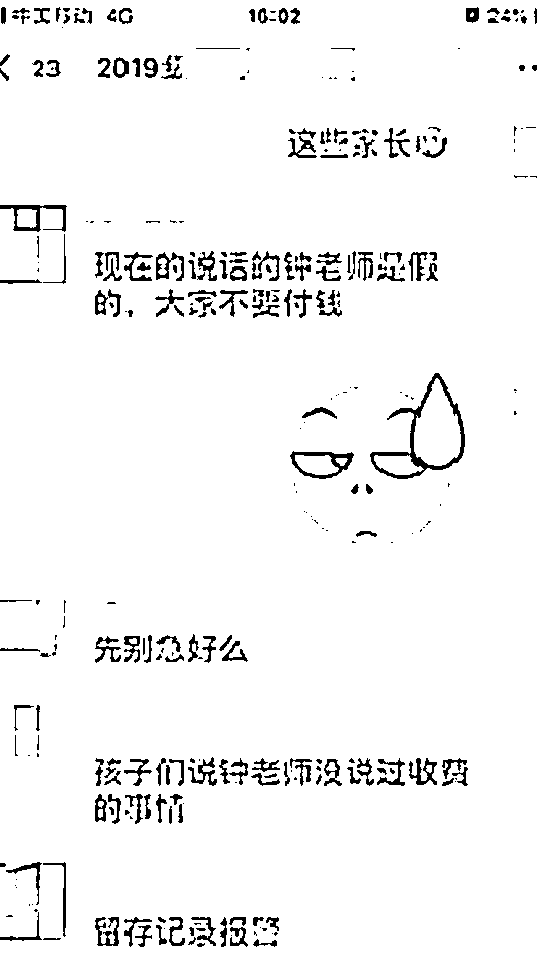 中国移动 4G 16:02 24%
23 2019级
这些家长
现在的说话的钟老师是假
的，大家不要付钱
先别急好么
孩子们说钟老师没说过收费
的事情
留存记录报警